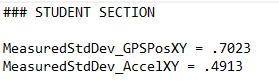 ### STUDENT SECTION
MeasuredStdDev_GPSPosXY = .7023
MeasuredStdDev_AccelXY = .4913